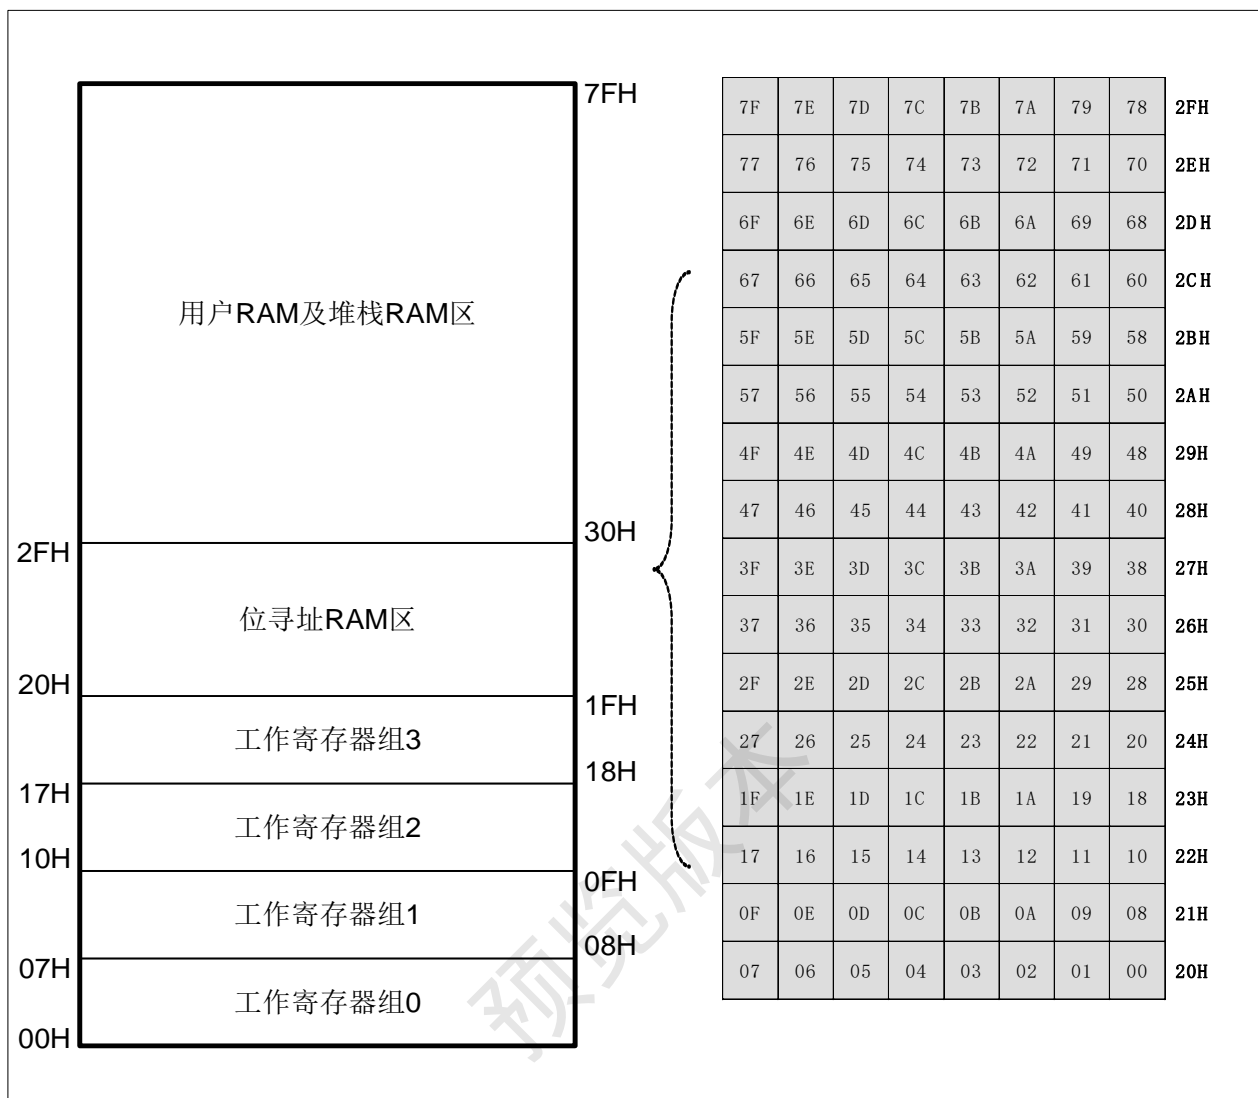 7FH
用户RAM及堆栈RAM区
30H
2FH
位寻址RAM区
20H
1FH
工作寄存器组3
18H
17H
工作寄存器组2
10H
0FH
工作寄存器组1
08H
07H
工作寄存器组0
00H
7F 7E 7D 7C 7B 7A 79 78 2FH
77 76 75 74 73 72 71 70 2EH
6F 6E 6D 6C 6B 6A 69 68 2DH
67 66 65 64 63 62 61 60 2CH
5F 5E 5D 5C 5B 5A 59 58 2BH
57 56 55 54 53 52 51 50 2AH
4F 4E 4D 4C 4B 4A 49 48 29H
47 46 45 44 43 42 41 40 28H
3F 3E 3D 3C 3B 3A 39 38 27H
37 36 35 34 33 32 31 30 26H
2F 2E 2D 2C 2B 2A 29 28 25H
27 26 25 24 23 22 21 20 24H
1F 1E 1D 1C 1B 1A 19 18 23H
17 16 15 14 13 12 11 10 22H
0F 0E 0D 0C 0B 0A 09 08 21H
07 06 05 04 03 02 01 00 20H
预览版本